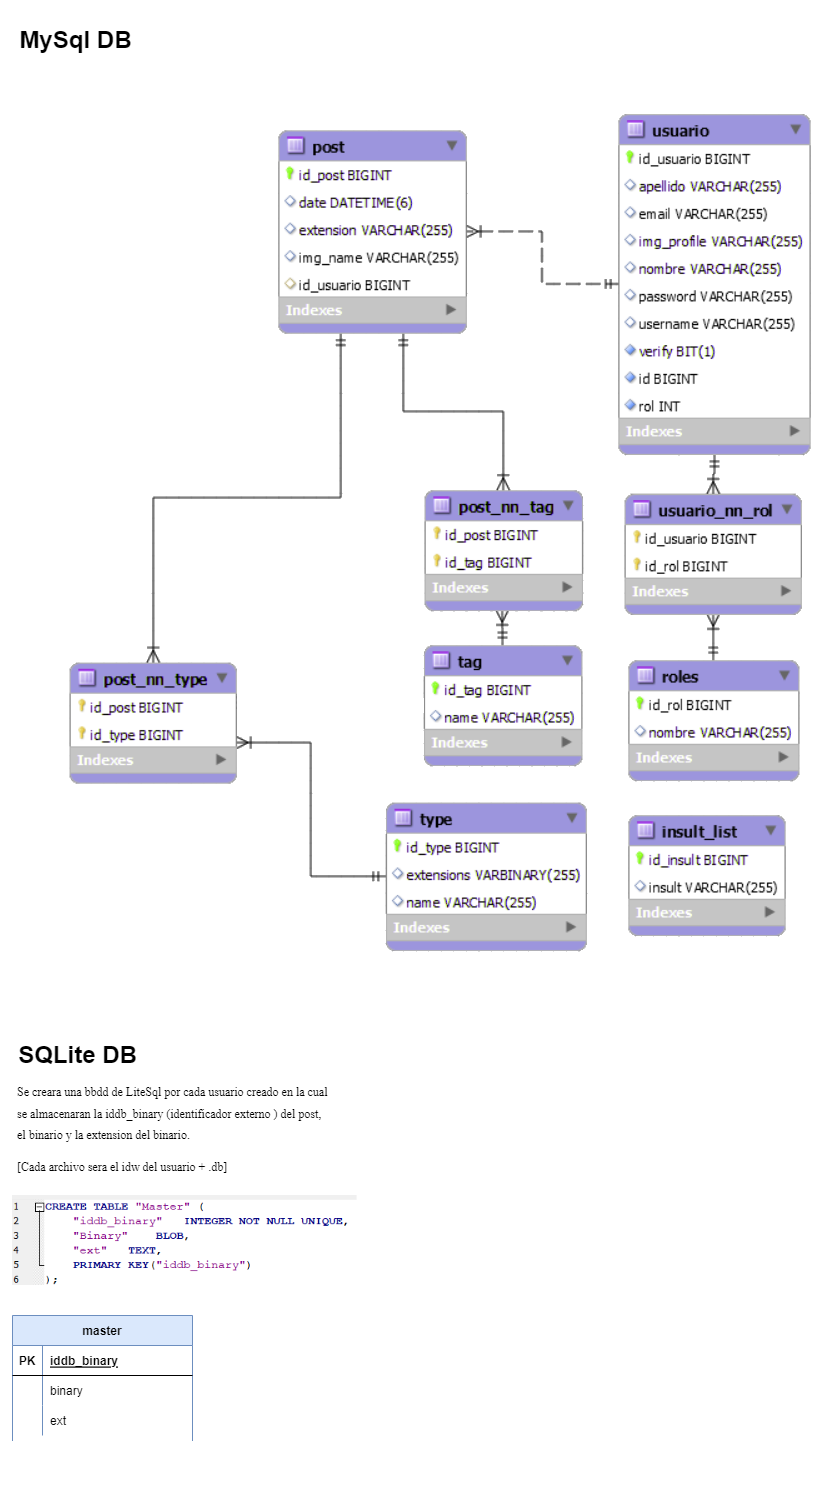 MySql DB
post
id_post BIGINT
date DATETIME(6)
extension VARCHAR(255)
img_name VARCHAR(255)
id_usuario BIGINT
Indexes
usuario
id_usuario BIGINT
apellido VARCHAR(255)
email VARCHAR(255)
img_profile VARCHAR(255)
nombre VARCHAR(255)
password VARCHAR(255)
username VARCHAR(255)
verify BIT(1)
id BIGINT
rol INT
Indexes
post_nn_tag
id_post BIGINT
id_tag BIGINT
Indexes
usuario_nn_rol
id_usuario BIGINT
id_rol BIGINT
Indexes
post_nn_type
id_post BIGINT
id_type BIGINT
Indexes
tag
id_tag BIGINT
name VARCHAR(255)
Indexes
roles
id_rol BIGINT
nombre VARCHAR(255)
Indexes
type
id_type BIGINT
extensions VARBINARY(255)
name VARCHAR(255)
Indexes
insult_list
id_insult BIGINT
insult VARCHAR(255)
Indexes
SQLite DB
Se creara una bbdd de LiteSql por cada usuario creado en la cual
se almacenaran la iddb_binary (identificador externo ) del post,
el binario y la extension del binario.
[Cada archivo sera el idw del usuario + .db]
1 CREATE TABLE "Master" (
2 "iddb_binary" INTEGER NOT NULL UNIQUE,
3 "Binary" BLOB,
4 "ext" TEXT,
5 PRIMARY KEY("iddb_binary")
6 );
master
PK iddb_binary
binary
ext